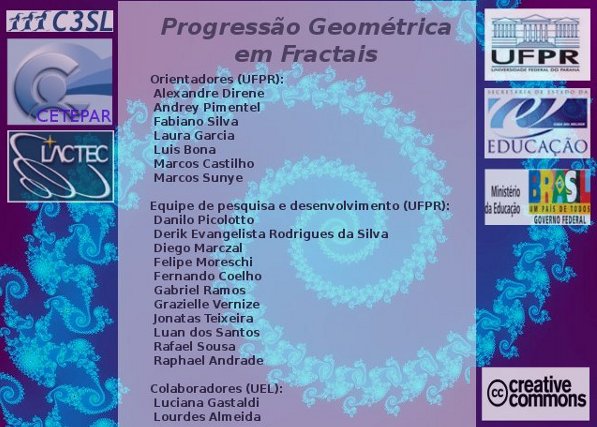 C3SL
CETEPAR
LACTEC
Progressão Geométrica
em Fractais
Orientadores (UFPR):
Alexandre Direne
Andrey Pimentel
Fabiano Silva
Laura Garcia
Luis Bona
Marcos Castilho
Marcos Sunye
Equipe de pesquisa e desenvolvimento (UFPR):
Danilo Picolotto
Derik Evangelista Rodrigues da Silva
Diego Marczal
Felipe Moreschi
Fernando Coelho
Gabriel Ramos
Grazielle Vernize
Jonatas Teixeira
Luan dos Santos
Rafael Sousa
Raphael Andrade
Colaboradores (UEL):
Luciana Gastaldi
Lourdes Almeida
UFPR
UNIVERSIDADE FEDERAL DO PARANÁ
SECRETARIA DE ESTADO DA
EDUCAÇÃO
Ministério
da Educação
BRASIL
UM PAÍS DE TODOS
GOVERNO FEDERAL
cc creative
commons